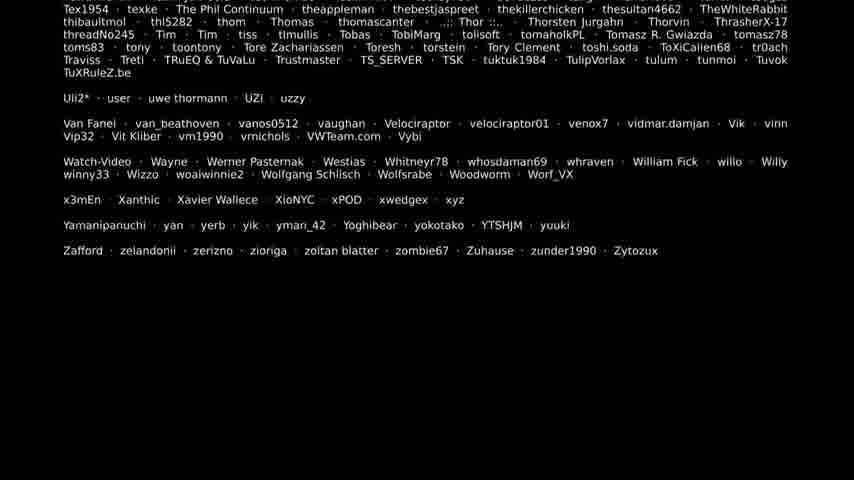 Tex1954 · texke · The Phil Continuum · theappleman · thebestjaspreet · thekillerchicken · thesultan4662 · TheWhiteRabbit
thibaultmol · thlS282 · thom · Thomas · thomascanter · ..:: Thor ::.. · Thorsten Jurgahn · Thorvin · ThrasherX-17
threadNo245 · Tim · Tim · tiss · tlmullis · Tobas · TobiMarg · tolisoft · tomaholkPL · Tomasz R. Gwiazda · tomasz78
toms83 · tony · toontony · Tore Zachariassen · Toresh · torstein · Tory Clement · toshi.soda · ToXiCalien68 · tr0ach
Traviss · Treti · TRuEQ & TuVaLu · Trustmaster · TS_SERVER · TSK · tuktuk1984 · TulipVorlax · tulum · tunmoi · Tuvok
TuXRuleZ.be
Uli2* · user · uwe thormann · UZi · uzzy
Van Fanel · van_beathoven · vanos0512 · vaughan · Velociraptor · velociraptor01 · venox7 · vidmar.damjan · Vik · vinn
Vip32 · Vit Kliber · vm1990 · vmichols · VWTeam.com · Vybi
Watch-Video · Wayne · Werner Pasternak · Westias · Whitneyr78 · whosdaman69 · whraven · William Fick · willo · Willy
winny33 · Wizzo · woaiwinnie2 · Wolfgang Schlisch · Wolfsrabe · Woodworm · Worf_VX
x3mEn · Xanthic · Xavier Wallece · XioNYC · xPOD · xwedgex · xyz
Yamanipanuchi · yan · yerb · yik · yman_42 · Yoghibear · yokotako · YTSHJM · yuuki
Zafford · zelandonii · zerizno · zioriga · zoltan blatter · zombie67 · Zuhause · zunder1990 · Zytozux